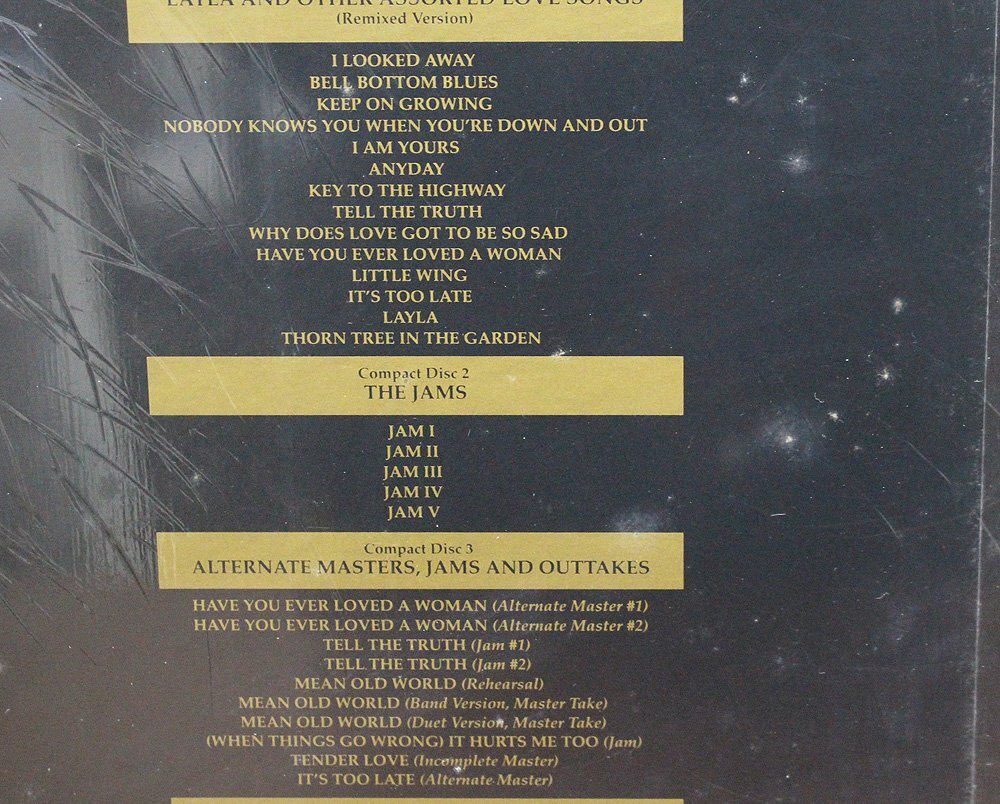 LAYLA AND OTHER ASSORTED LOVE SONGS
(Remixed Version)
I LOOKED AWAY
BELL BOTTOM BLUES
KEEP ON GROWING
NOBODY KNOWS YOU WHEN YOU'RE DOWN AND OUT
I AM YOURS
ANYDAY
KEY TO THE HIGHWAY
TELL THE TRUTH
WHY DOES LOVE GOT TO BE SO SAD
HAVE YOU EVER LOVED A WOMAN
LITTLE WING
IT'S TOO LATE
LAYLA
THORN TREE IN THE GARDEN
Compact Disc 2
THE JAMS
JAM I
JAM II
JAM III
JAM IV
JAM V
Compact Disc 3
ALTERNATE MASTERS, JAMS AND OUTTAKES
HAVE YOU EVER LOVED A WOMAN (Alternate Master #1)
HAVE YOU EVER LOVED A WOMAN (Alternate Master #2)
TELL THE TRUTH (Jam #1)
TELL THE TRUTH (Jam #2)
MEAN OLD WORLD (Rehearsal)
MEAN OLD WORLD (Band Version, Master Take)
MEAN OLD WORLD (Duet Version, Master Take)
(WHEN THINGS GO WRONG) IT HURTS ME TOO (Jam)
TENDER LOVE (Incomplete Master)
IT'S TOO LATE (Alternate Master)